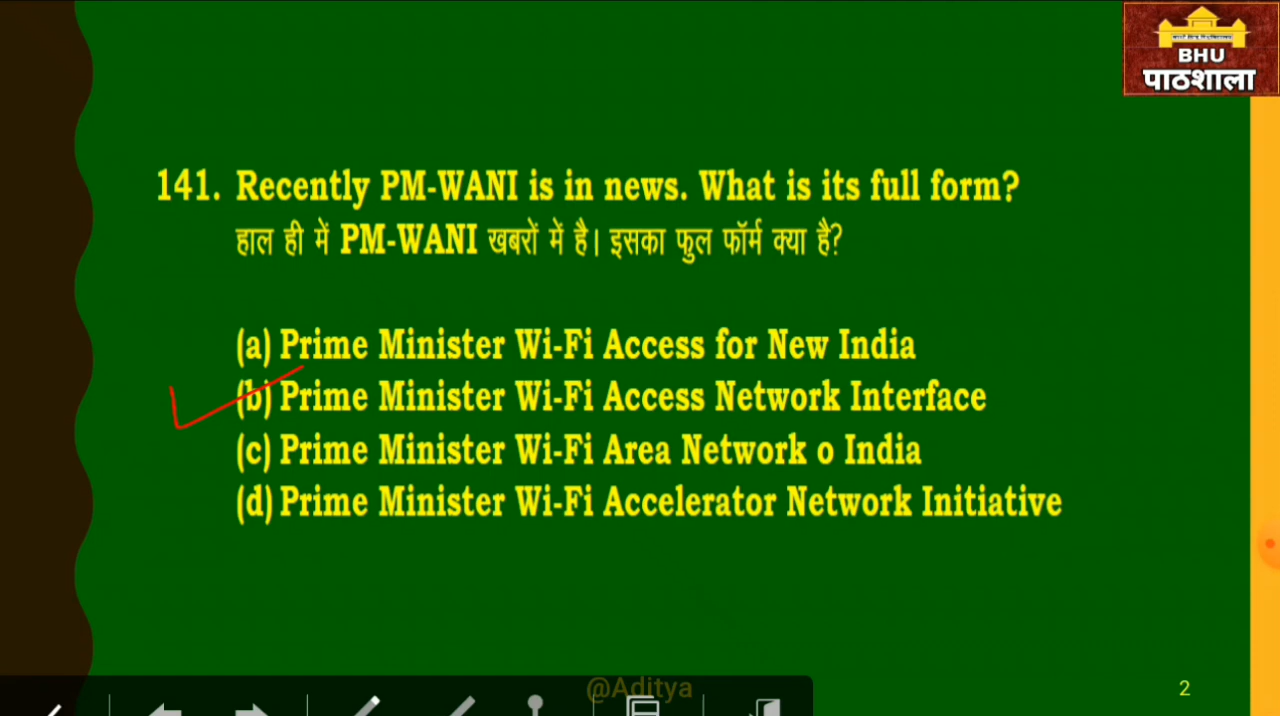 BHU
पाठशाला
141. Recently PM-WANI is in news. What is its full form?
हाल ही में PM-WANI खबरों में है। इसका फुल फॉर्म क्या है?
(a) Prime Minister Wi-Fi Access for New India
(b) Prime Minister Wi-Fi Access Network Interface
(c) Prime Minister Wi-Fi Area Network o India
(d) Prime Minister Wi-Fi Accelerator Network Initiative
@Aditya
2